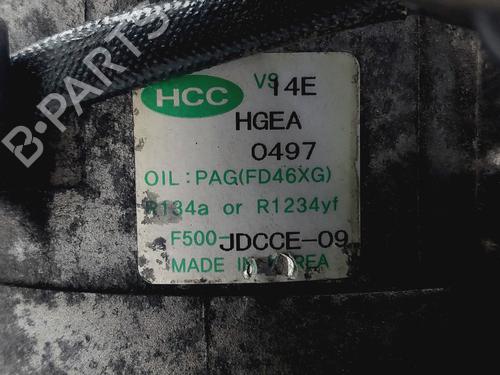 B-PARTS
HCC VS14E
HGEA
0497
OIL : PAG(FD46XG)
R134a or R1234yf
F500-JDCCE-09
MADE IN KOREA